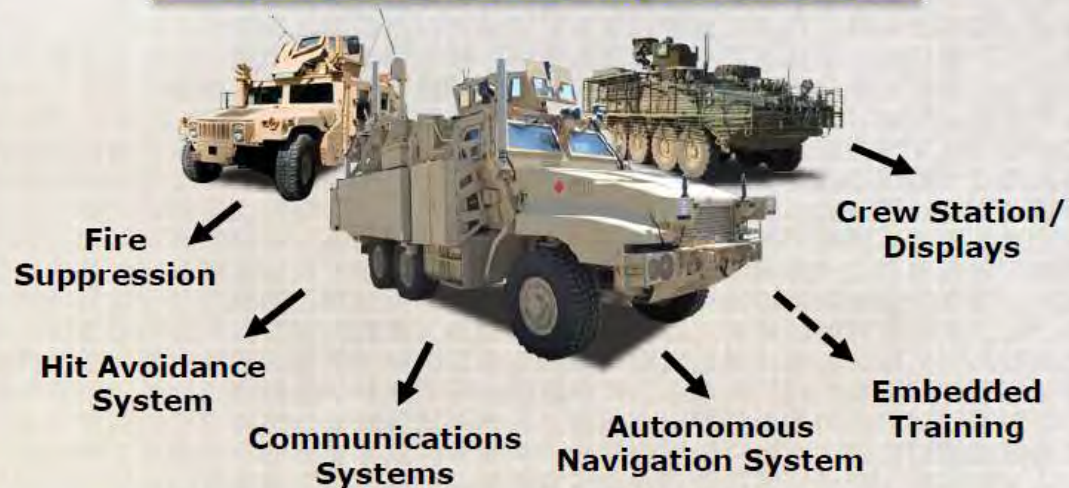 Fire
Suppression
Hit Avoidance
System
Communications
Systems
Autonomous
Navigation System
Embedded
Training
Crew Station/
Displays